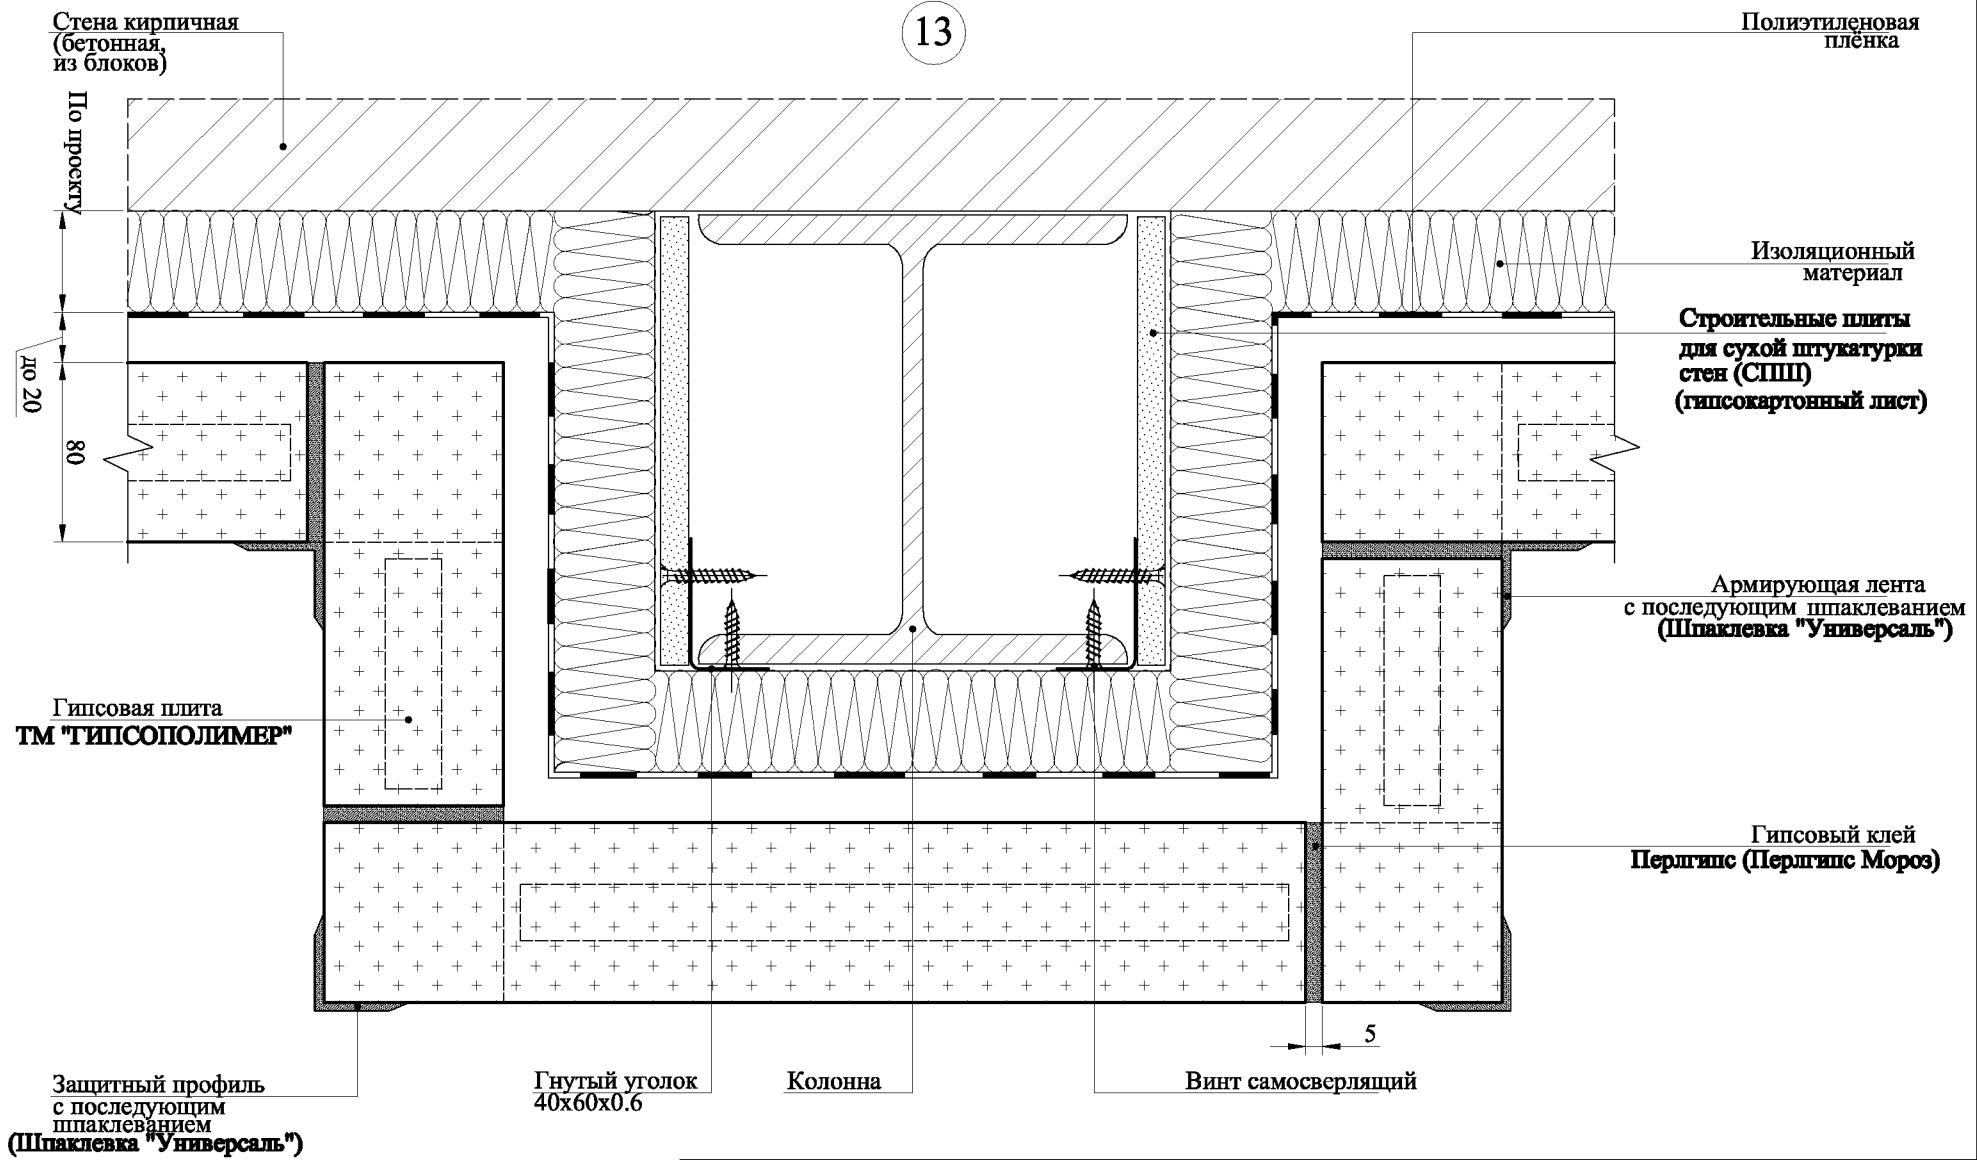 Стена кирпичная
(бетонная,
из блоков)
13
Полиэтиленовая
плёнка
По проекту
до 20
80
Изоляционный
материал
Строительные плиты
для сухой штукатурки
стен (СПШ)
(гипсокартонный лист)
Армирующая лента
с последующим шпаклеванием
(Шпаклевка "Универсаль")
Гипсовая плита
ТМ "ГИПСОПОЛИМЕР"
Гипсовый клей
Перлгипс (Перлгипс Мороз)
5
Защитный профиль
с последующим
шпаклеванием
(Шпаклевка "Универсаль")
Гнутый уголок
40х60х0.6
Колонна
Винт самосверлящий